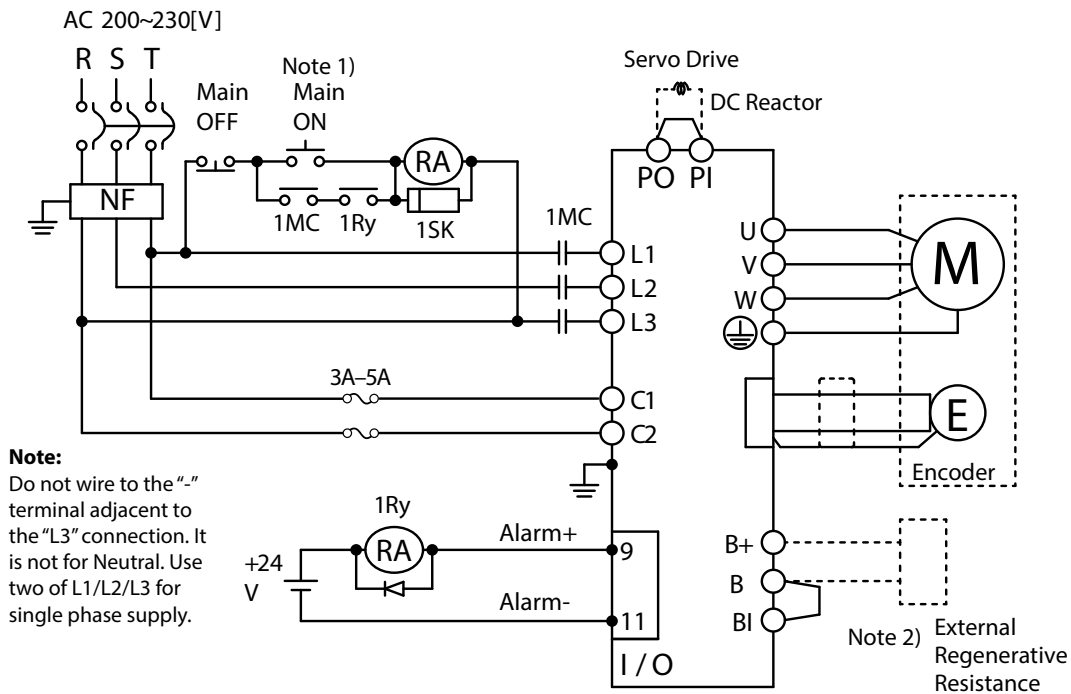 AC 200~230[V]
R S T
Note 1)
Main
OFF
Main
ON
RA
NF
1MC 1Ry 1SK
1MC
Servo Drive
DC Reactor
PO PI
L1
L2
L3
U
V
W
M
3A–5A
C1
C2
E
Encoder
Note:
Do not wire to the “-”
terminal adjacent to
the “L3” connection. It
is not for Neutral. Use
two of L1/L2/L3 for
single phase supply.
1Ry
RA
+24
V
Alarm+
9
Alarm-
11
I / O
B+
B
BI
Note 2)
External
Regenerative
Resistance